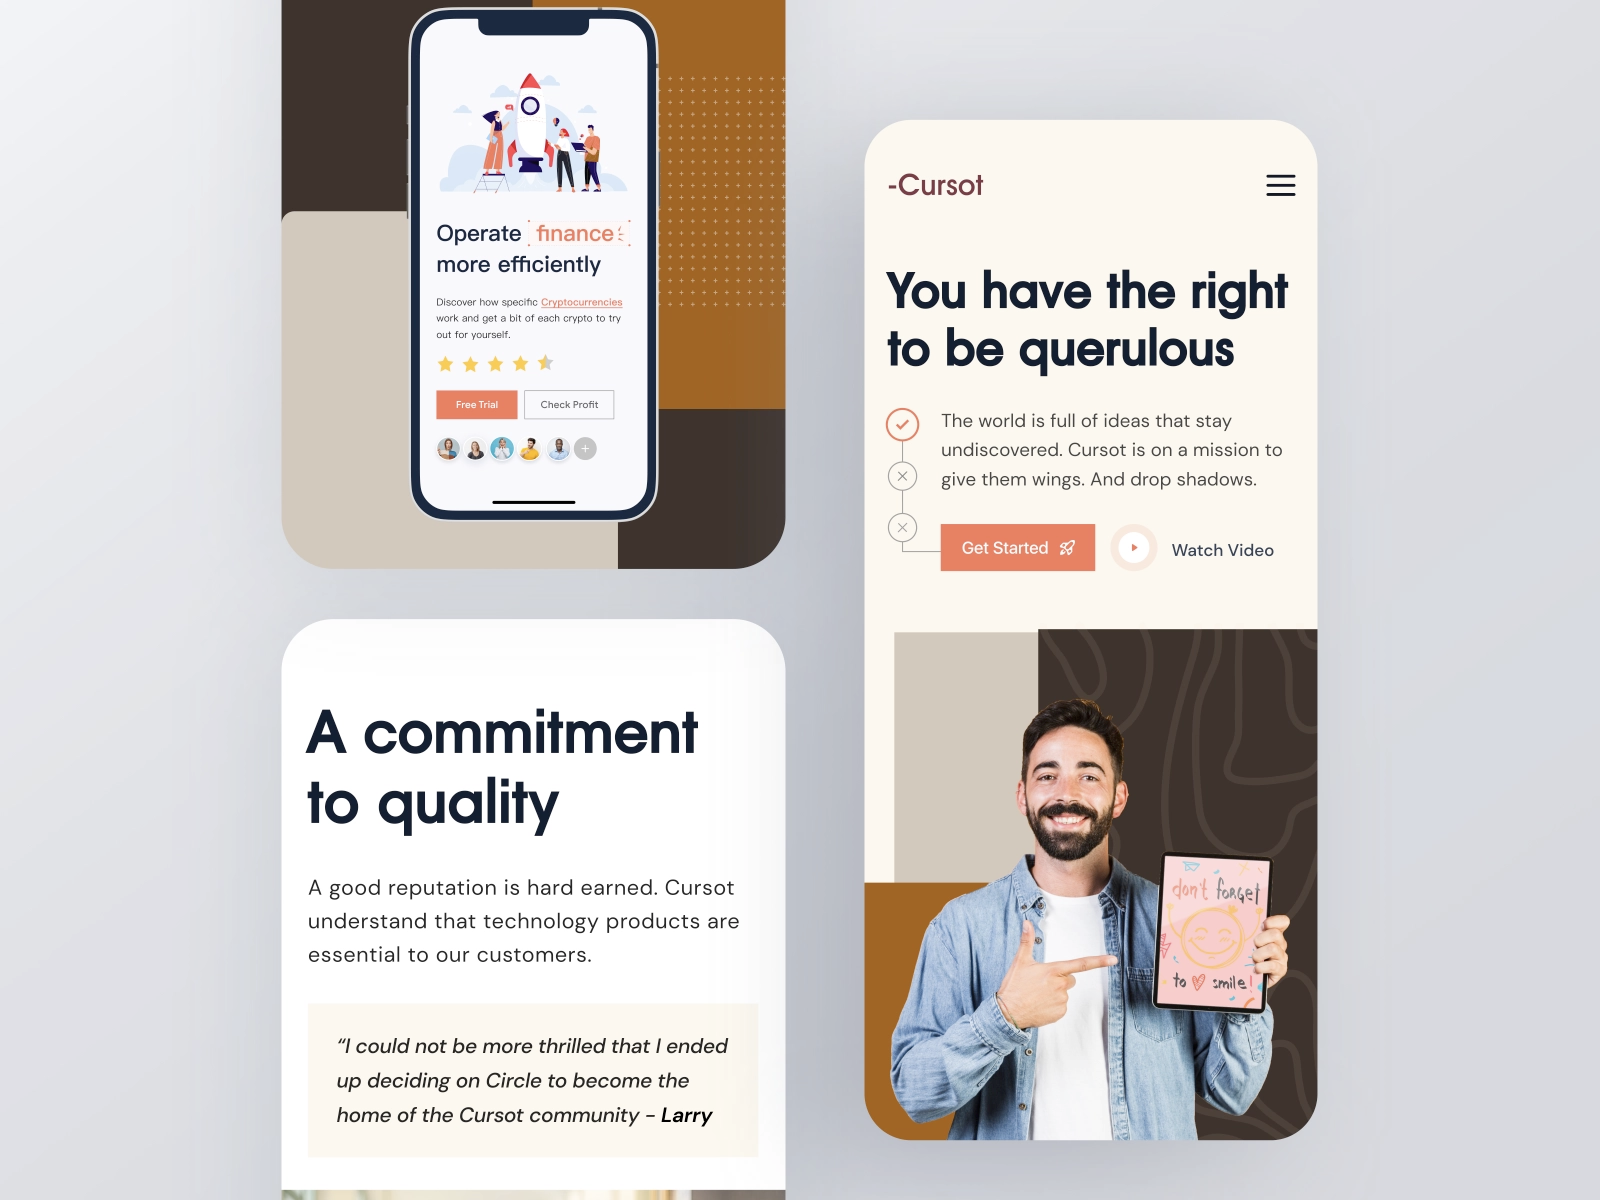 Operate finance
more efficiently
Discover how specific Cryptocurrencies
work and get a bit of each crypto to try
out for yourself.
Free Trial
Check Profit
A commitment
to quality
A good reputation is hard earned. Cursot
understand that technology products are
essential to our customers.
“I could not be more thrilled that I ended
up deciding on Circle to become the
home of the Cursot community - Larry
-Cursot
You have the right
to be querulous
The world is full of ideas that stay
undiscovered. Cursot is on a mission to
give them wings. And drop shadows.
Get Started
Watch Video
don't forget
to smile!